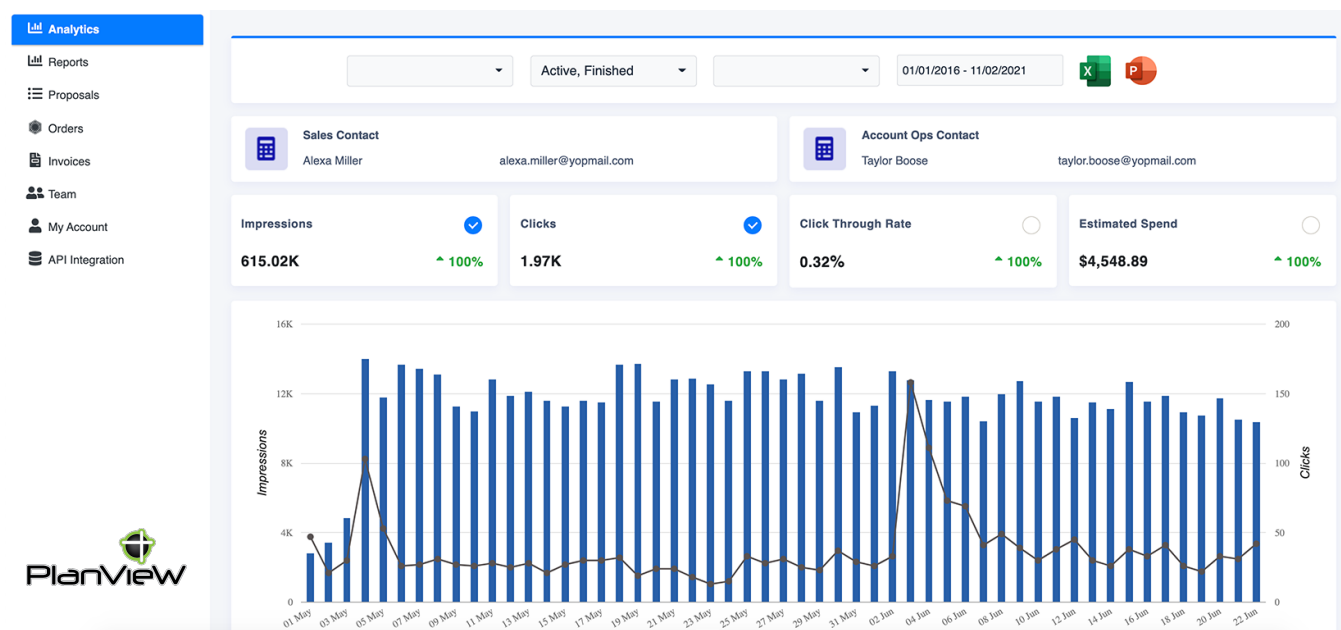 Analytics
Reports
Proposals
Orders
Invoices
Team
My Account
API Integration
PlanView
Active, Finished
01/01/2016 - 11/02/2021
X
P
Sales Contact
Alexa Miller alexa.miller@yopmail.com
Account Ops Contact
Taylor Boose taylor.boose@yopmail.com
Impressions
615.02K 100%
Clicks
1.97K 100%
Click Through Rate
0.32% 100%
Estimated Spend
$4,548.89 100%
16K 200
12K 150
8K 100
4K 50
0 0
Impressions
Clicks
01 May 03 May 05 May 07 May 09 May 11 May 13 May 15 May 17 May 19 May 21 May 23 May 25 May 27 May 29 May 31 May 02 Jun 04 Jun 06 Jun 08 Jun 10 Jun 12 Jun 14 Jun 16 Jun 18 Jun 20 Jun 22 Jun